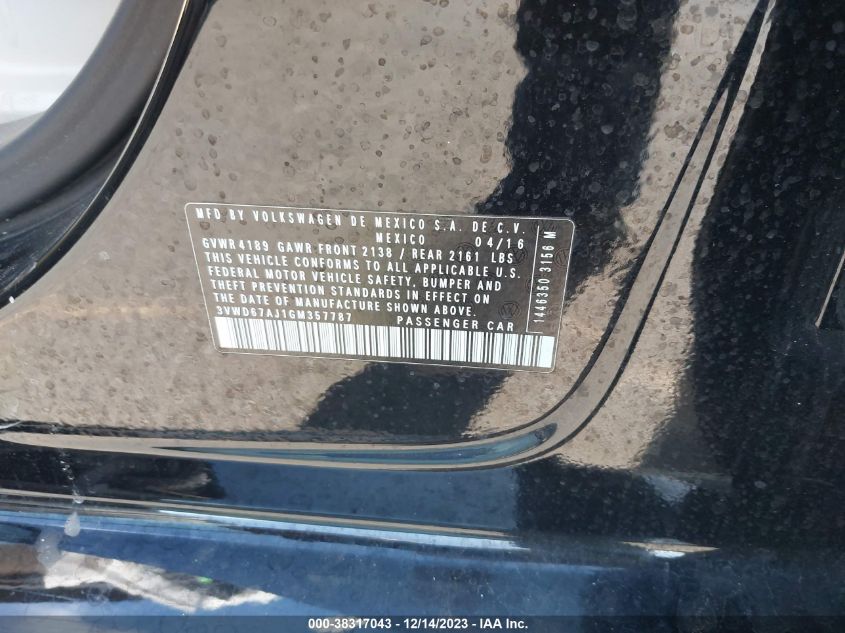 MFD BY VOLKSWAGEN DE MEXICO S.A. DE C.V.
MEXICO 04/16
GVWR 4189 GAWR FRONT 2138 / REAR 2161 LBS
THIS VEHICLE CONFORMS TO ALL APPLICABLE U.S.
FEDERAL MOTOR VEHICLE SAFETY, BUMPER AND
THEFT PREVENTION STANDARDS IN EFFECT ON
THE DATE OF MANUFACTURE SHOWN ABOVE.
3VWD67AJ1GM357787 PASSENGER CAR
1446350 3156 M
000-38317043 - 12/14/2023 - IAA Inc.